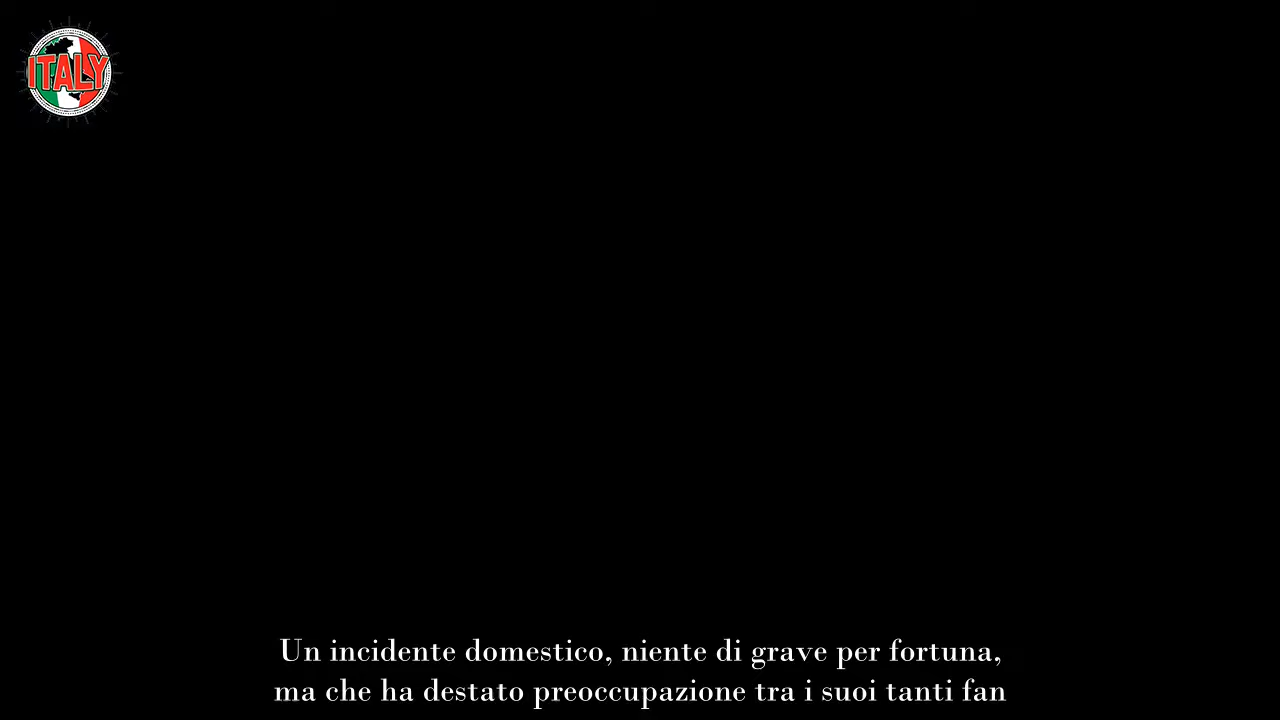 ITALY
Un incidente domestico, niente di grave per fortuna,
ma che ha destato preoccupazione tra i suoi tanti fan